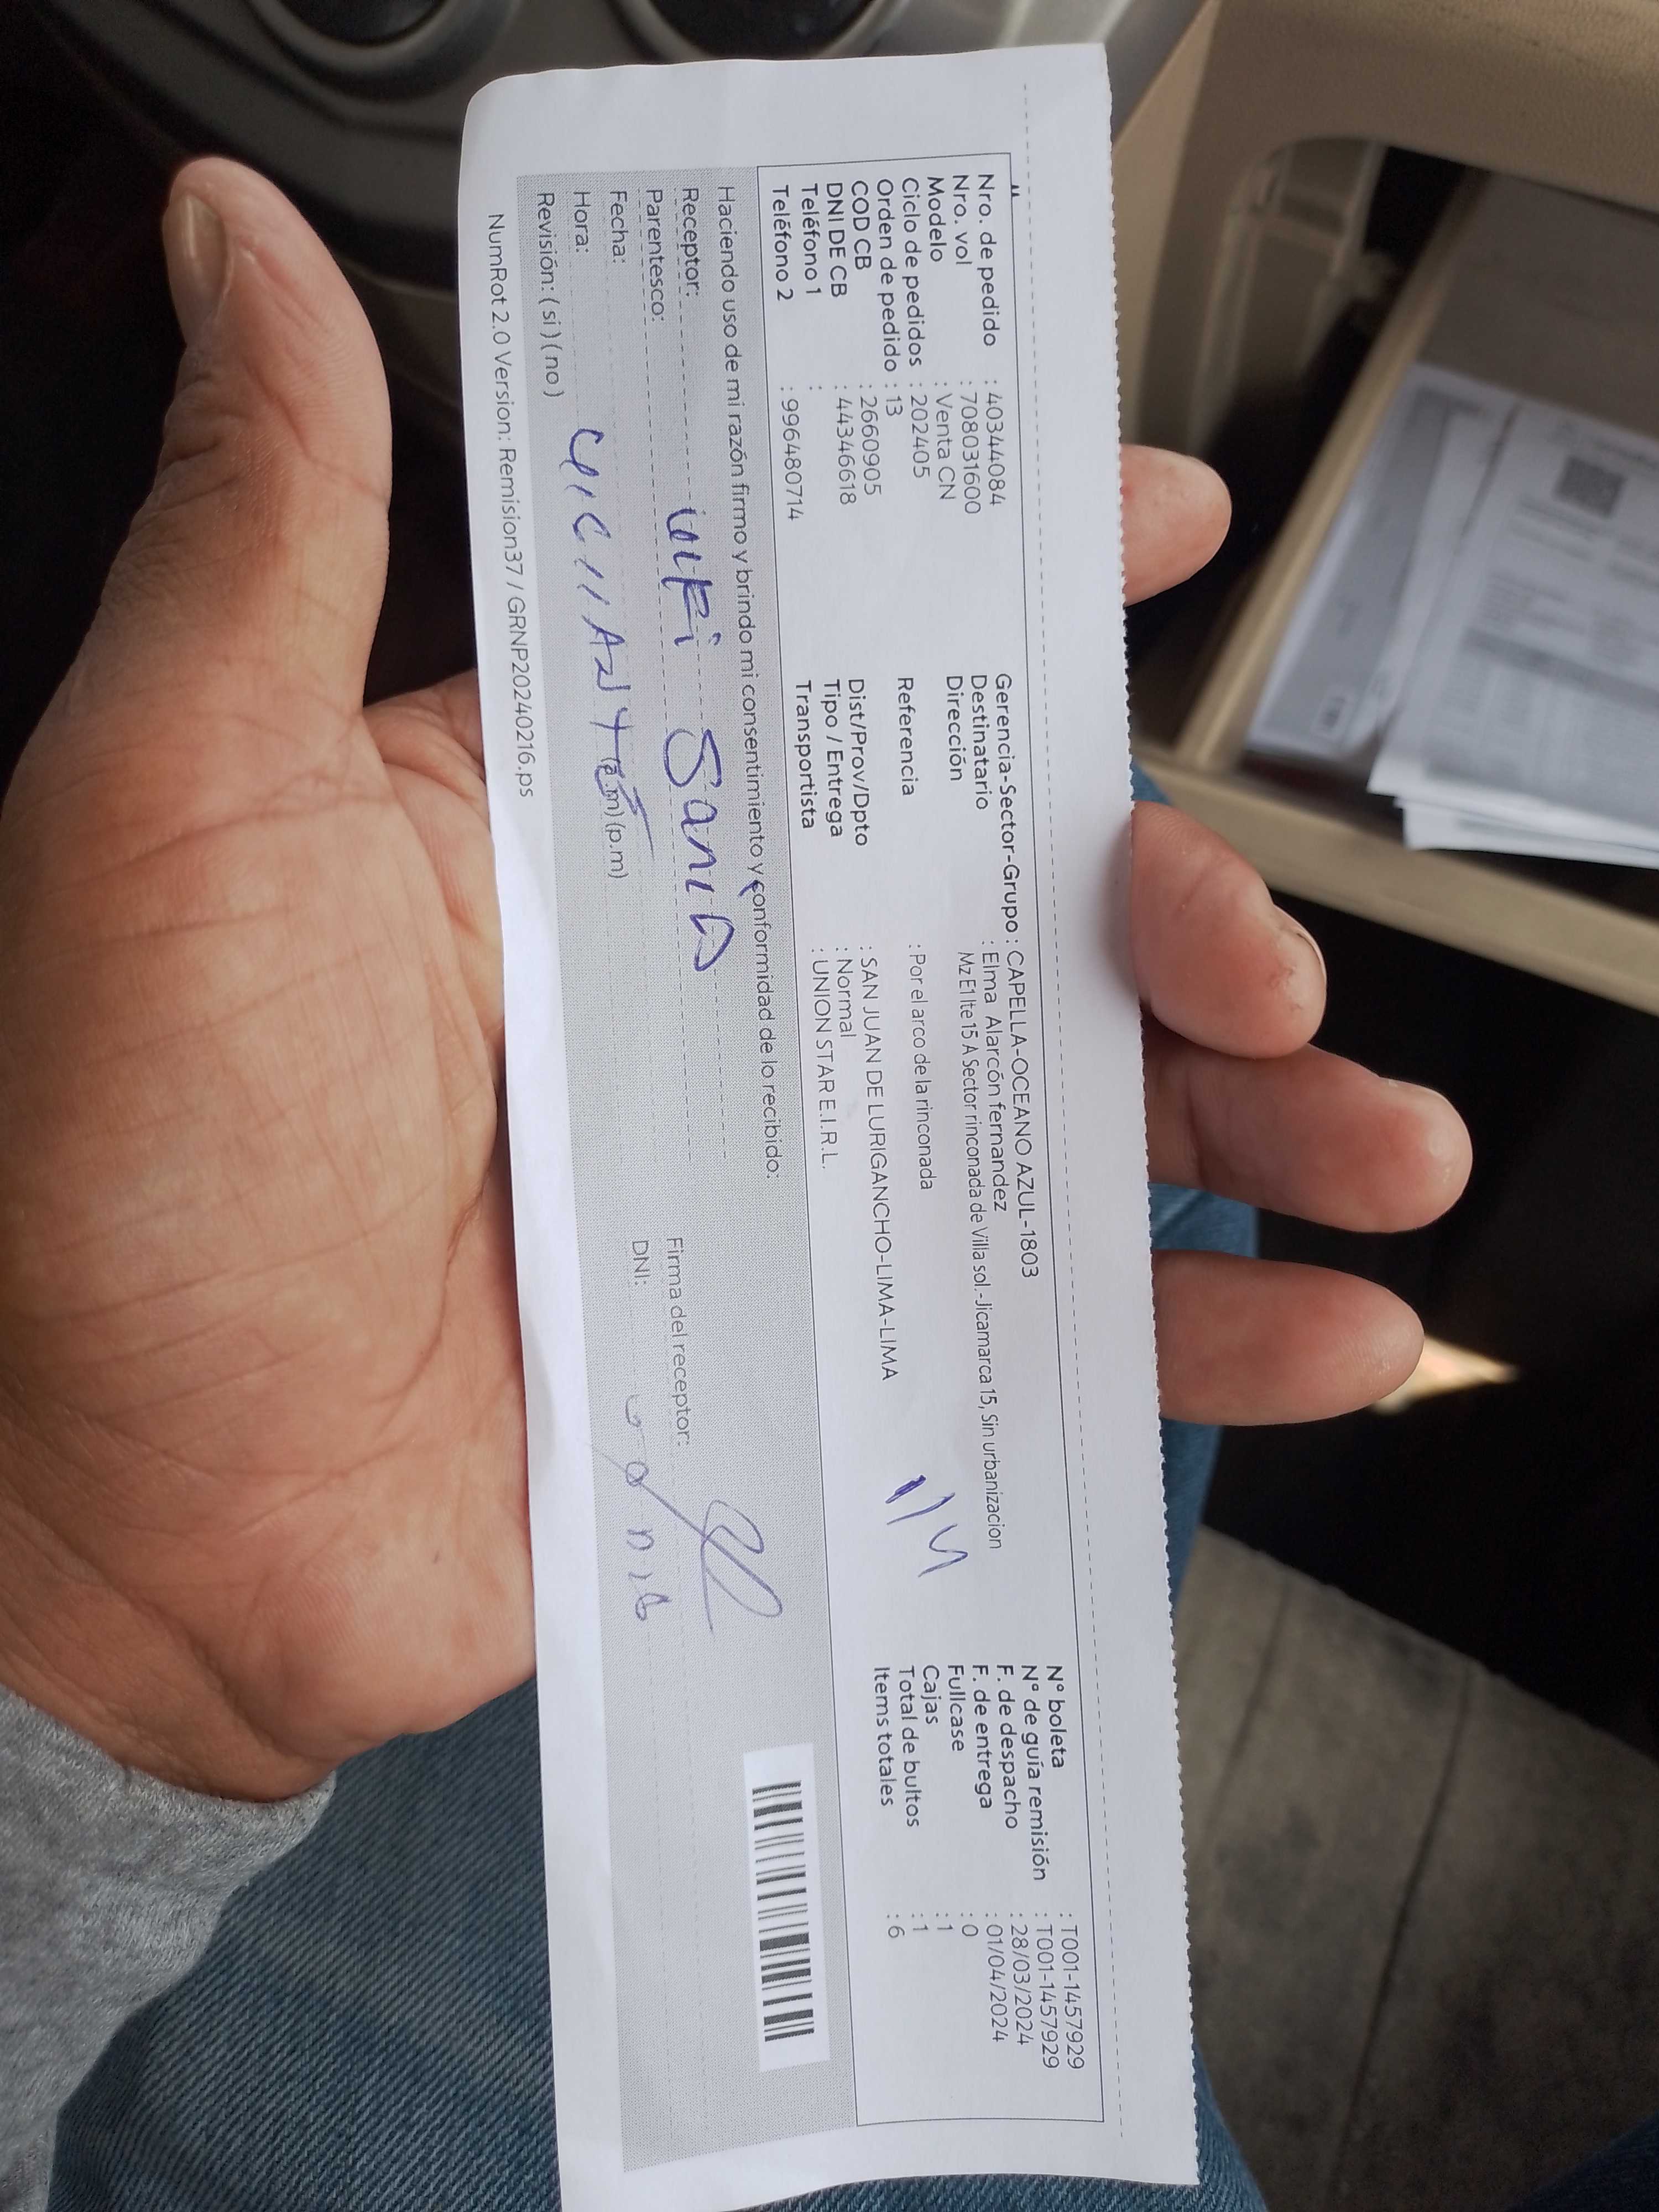 Nro. de pedido : 40344084
Nro. vol : 708031600
Modelo : Venta CN
Ciclo de pedidos : 202405
Orden de pedido : 13
COD CB : 2660905
DNI DE CB : 44346618
Teléfono 1 :
Teléfono 2 : 996480714
Gerencia-Sector-Grupo : CAPELLA-OCEANO AZUL-1803
Destinatario : Elma Alarcón fernandez
Dirección Mz E1 lte 15 A Sector rinconada de Villa sol. -Jicamarca 15, Sin urbanizacion
Referencia : Por el arco de la rinconada
Dist/Prov/Dpto : SAN JUAN DE LURIGANCHO-LIMA-LIMA
Tipo / Entrega : Normal
Transportista : UNION STAR E.I.R.L.
N° boleta : T001-1457929
N° de guía remisión : T001-1457929
F. de despacho : 28/03/2024
F. de entrega : 01/04/2024
Fullcase : 0
Cajas : 1
Total de bultos : 1
Items totales : 6
Haciendo uso de mi razón firmo y brindo mi consentimiento y conformidad de lo recibido:
Receptor:
Parentesco:
Fecha:
Hora: (a.m) (p.m)
Revisión: (si) (no)
Firma del receptor:
DNI:
NumRot 2.0 Version: Remision37 / GRNP20240216.ps